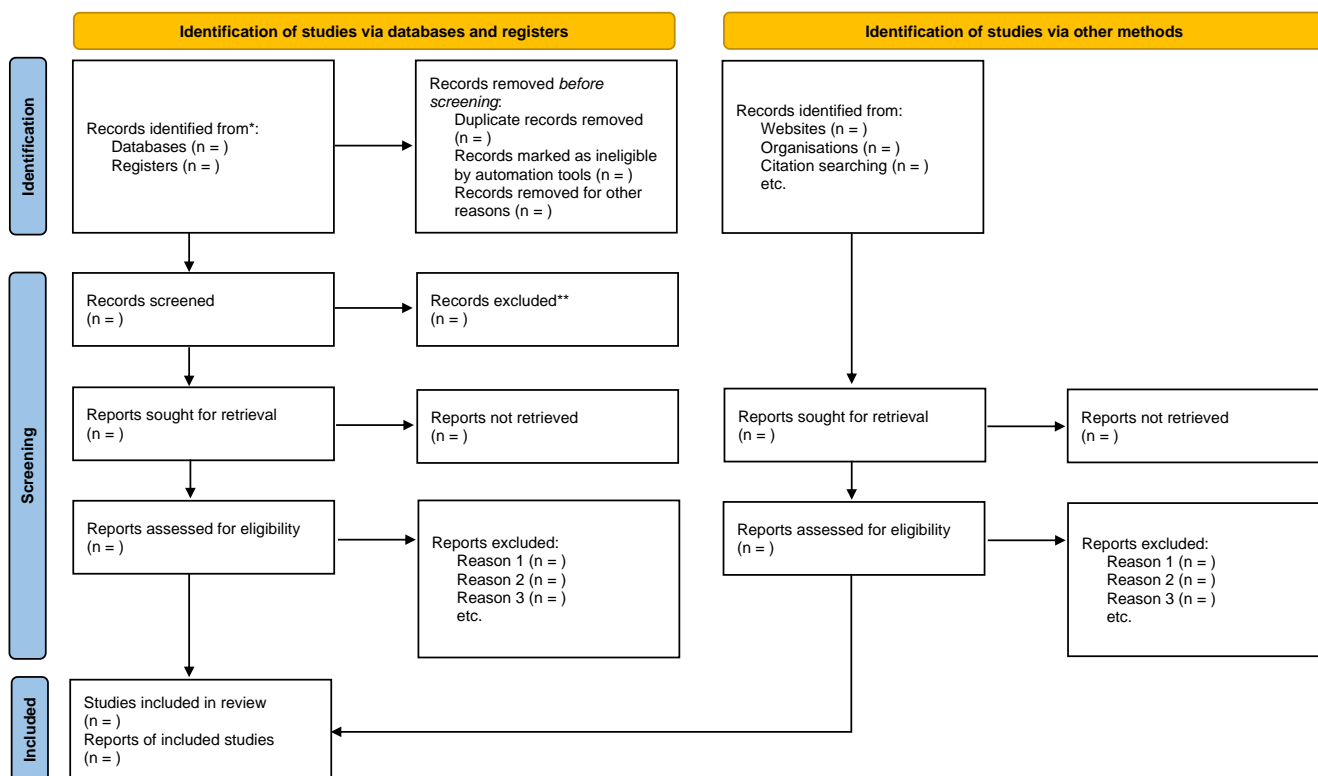 Identification of studies via databases and registers
Identification of studies via other methods
Identification
Records identified from*:
Databases (n = )
Registers (n = )
Records removed before
screening:
Duplicate records removed
(n = )
Records marked as ineligible
by automation tools (n = )
Records removed for other
reasons (n = )
Records identified from:
Websites (n = )
Organisations (n = )
Citation searching (n = )
etc.
Screening
Records screened
(n = )
Records excluded**
(n = )
Reports sought for retrieval
(n = )
Reports not retrieved
(n = )
Reports sought for retrieval
(n = )
Reports not retrieved
(n = )
Reports assessed for eligibility
(n = )
Reports excluded:
Reason 1 (n = )
Reason 2 (n = )
Reason 3 (n = )
etc.
Reports assessed for eligibility
(n = )
Reports excluded:
Reason 1 (n = )
Reason 2 (n = )
Reason 3 (n = )
etc.
Included
Studies included in review
(n = )
Reports of included studies
(n = )